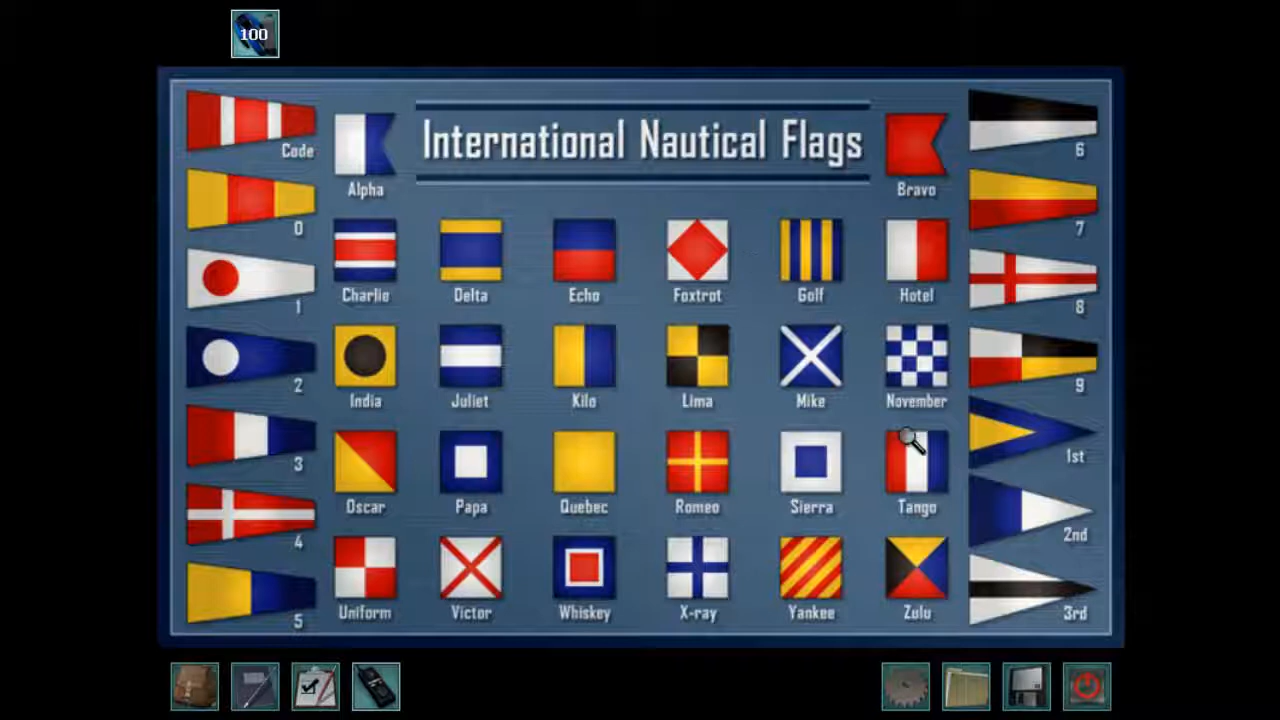 100
International Nautical Flags
Code
Alpha
Bravo
6
0
7
Charlie
Delta
Echo
Foxtrot
Golf
Hotel
1
8
India
Juliet
Kilo
Lima
Mike
November
2
9
3
1st
Oscar
Papa
Quebec
Romeo
Sierra
Tango
4
2nd
Uniform
Victor
Whiskey
X-ray
Yankee
Zulu
5
3rd